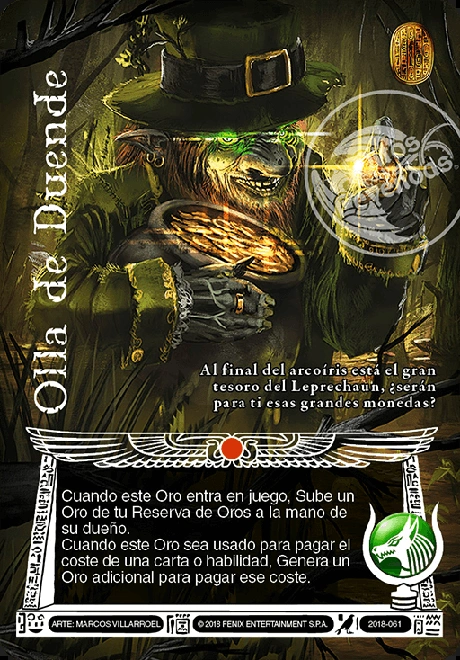 Olla de Duende
Al final del arcoíris está el gran
tesoro del Leprechaun, ¿serán
para ti esas grandes monedas?
Cuando este Oro entra en juego, Sube un
Oro de tu Reserva de Oros a la mano de
su dueño.
Cuando este Oro sea usado para pagar el
coste de una carta o habilidad, Genera un
Oro adicional para pagar ese coste.
ARTE: MARCOS VILLARROEL
© 2018 FENIX ENTERTAINMENT S.P.A.
2018-061